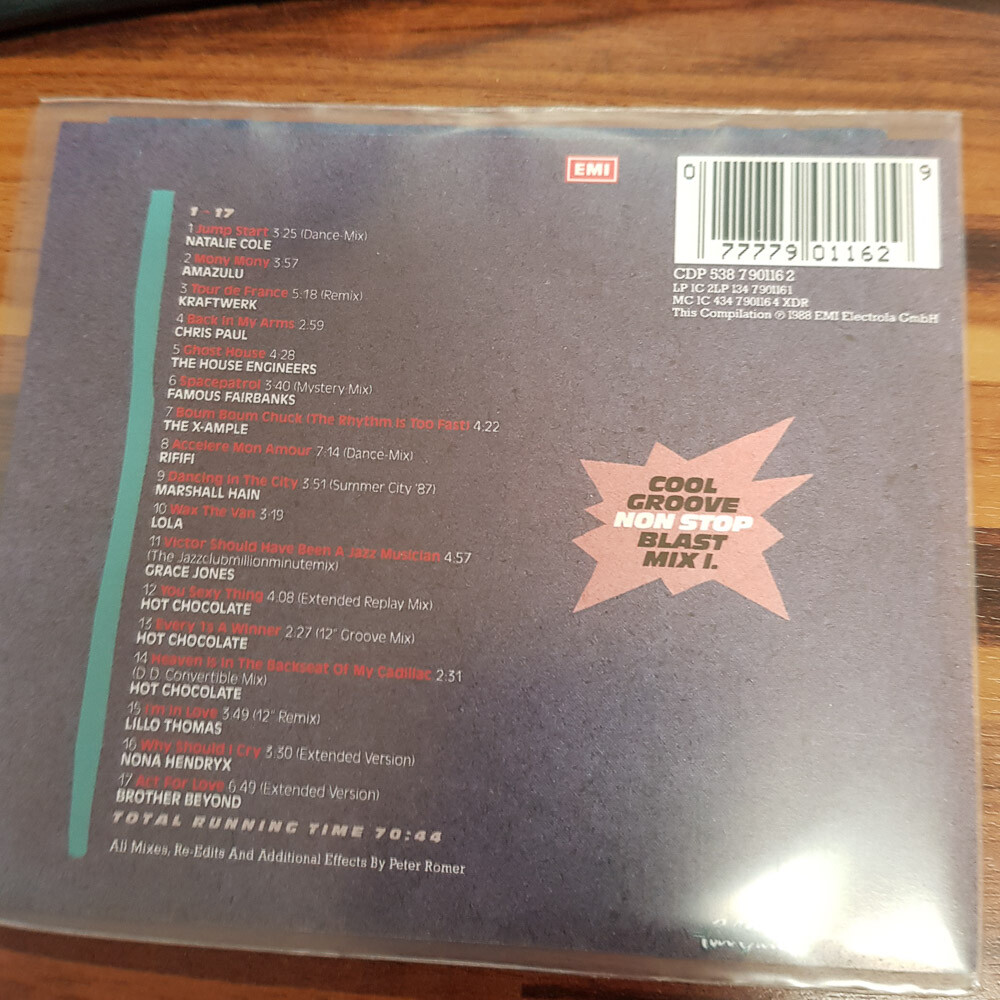 EMI
0 9
77779 01162
CDP 538 7 90116 2
LP 1C 2LP 134 7901161
MC 1C 434 790116 4 XDR
This Compilation ℗ 1988 EMI Electrola GmbH
1 - 17
1 Jump Start 3:25 (Dance-Mix)
NATALIE COLE
2 Mony Mony 3:57
AMAZULU
3 Tour de France 5:18 (Remix)
KRAFTWERK
4 Back In My Arms 2:59
CHRIS PAUL
5 Ghost House 4:28
THE HOUSE ENGINEERS
6 Spacepatrol 3:40 (Mystery-Mix)
FAMOUS FAIRBANKS
7 Boum Boum Chuck (The Rhythm Is Too Fast) 4:22
THE X-AMPLE
8 Accelere Mon Amour 7:14 (Dance-Mix)
RIFIFI
9 Dancing In The City 3:51 (Summer City '87)
MARSHALL HAIN
10 Wax The Van 3:19
LOLA
11 Victor Should Have Been A Jazz Musician 4:57
(The Jazzclubmillionminutemix)
GRACE JONES
12 You Sexy Thing 4:08 (Extended Replay Mix)
HOT CHOCOLATE
13 Every 1s A Winner 2:27 (12" Groove Mix)
HOT CHOCOLATE
14 Heaven Is In The Backseat Of My Cadillac 2:31
(D.D. Convertible Mix)
HOT CHOCOLATE
15 I'm In Love 3:49 (12" Remix)
LILLO THOMAS
16 Why Should I Cry 3:30 (Extended Version)
NONA HENDRYX
17 Act For Love 6:49 (Extended Version)
BROTHER BEYOND
TOTAL RUNNING TIME 70:44
All Mixes, Re-Edits And Additional Effects By Peter Römer
COOL
GROOVE
NON STOP
BLAST
MIX I.